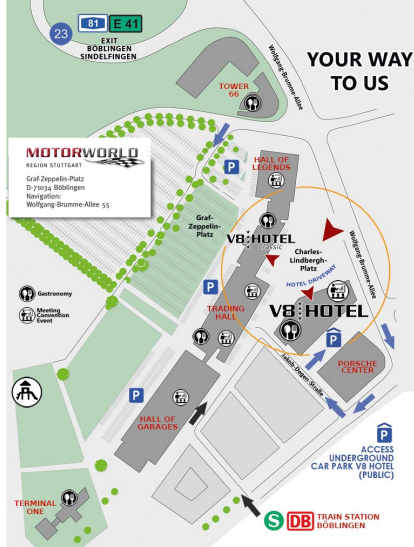 81 E 41
23
EXIT
BÖBLINGEN
SINDELFINGEN
YOUR WAY
TO US
Wolfgang-Brumme-Allee
TOWER
66
MOTORWORLD
REGION STUTTGART
Graf-Zeppelin-Platz
D-71034 Böblingen
Navigation:
Wolfgang-Brumme-Allee 55
P
HALL OF
LEGENDS
Graf-
Zeppelin-
Platz
V8 HOTEL
CLASSIC
Charles-
Lindbergh-
Platz
Wolfgang-Brumme-Allee
HOTEL DRIVEWAY
Gastronomy
Meeting
Convention
Event
P
TRADING
HALL
V8 HOTEL
P
PORSCHE
CENTER
Jakob-Degen-Straße
P
HALL OF
GARAGES
P
ACCESS
UNDERGROUND
CAR PARK V8 HOTEL
(PUBLIC)
TERMINAL
ONE
S DB TRAIN STATION
BÖBLINGEN